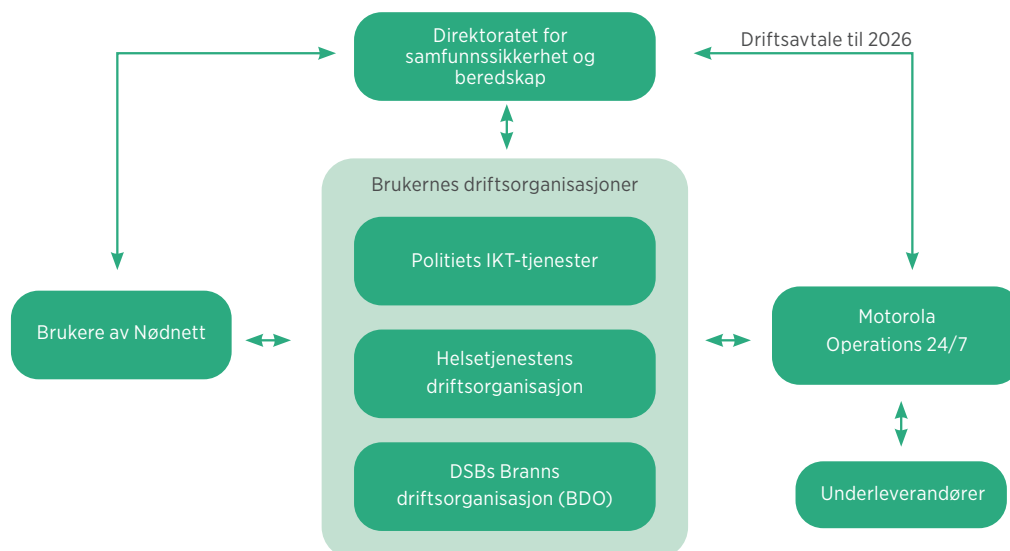 Direktoratet for
samfunnssikkerhet og
beredskap
Driftsavtale til 2026
Brukernes driftsorganisasjoner
Politiets IKT-tjenester
Brukere av Nødnett
Helsetjenestens
driftsorganisasjon
Motorola
Operations 24/7
DSBs Branns
driftsorganisasjon (BDO)
Underleverandører